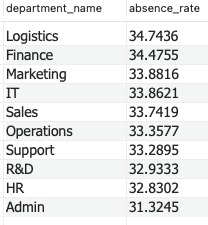 department_name absence_rate
Logistics 34.7436
Finance 34.4755
Marketing 33.8816
IT 33.8621
Sales 33.7419
Operations 33.3577
Support 33.2895
R&D 32.9333
HR 32.8302
Admin 31.3245